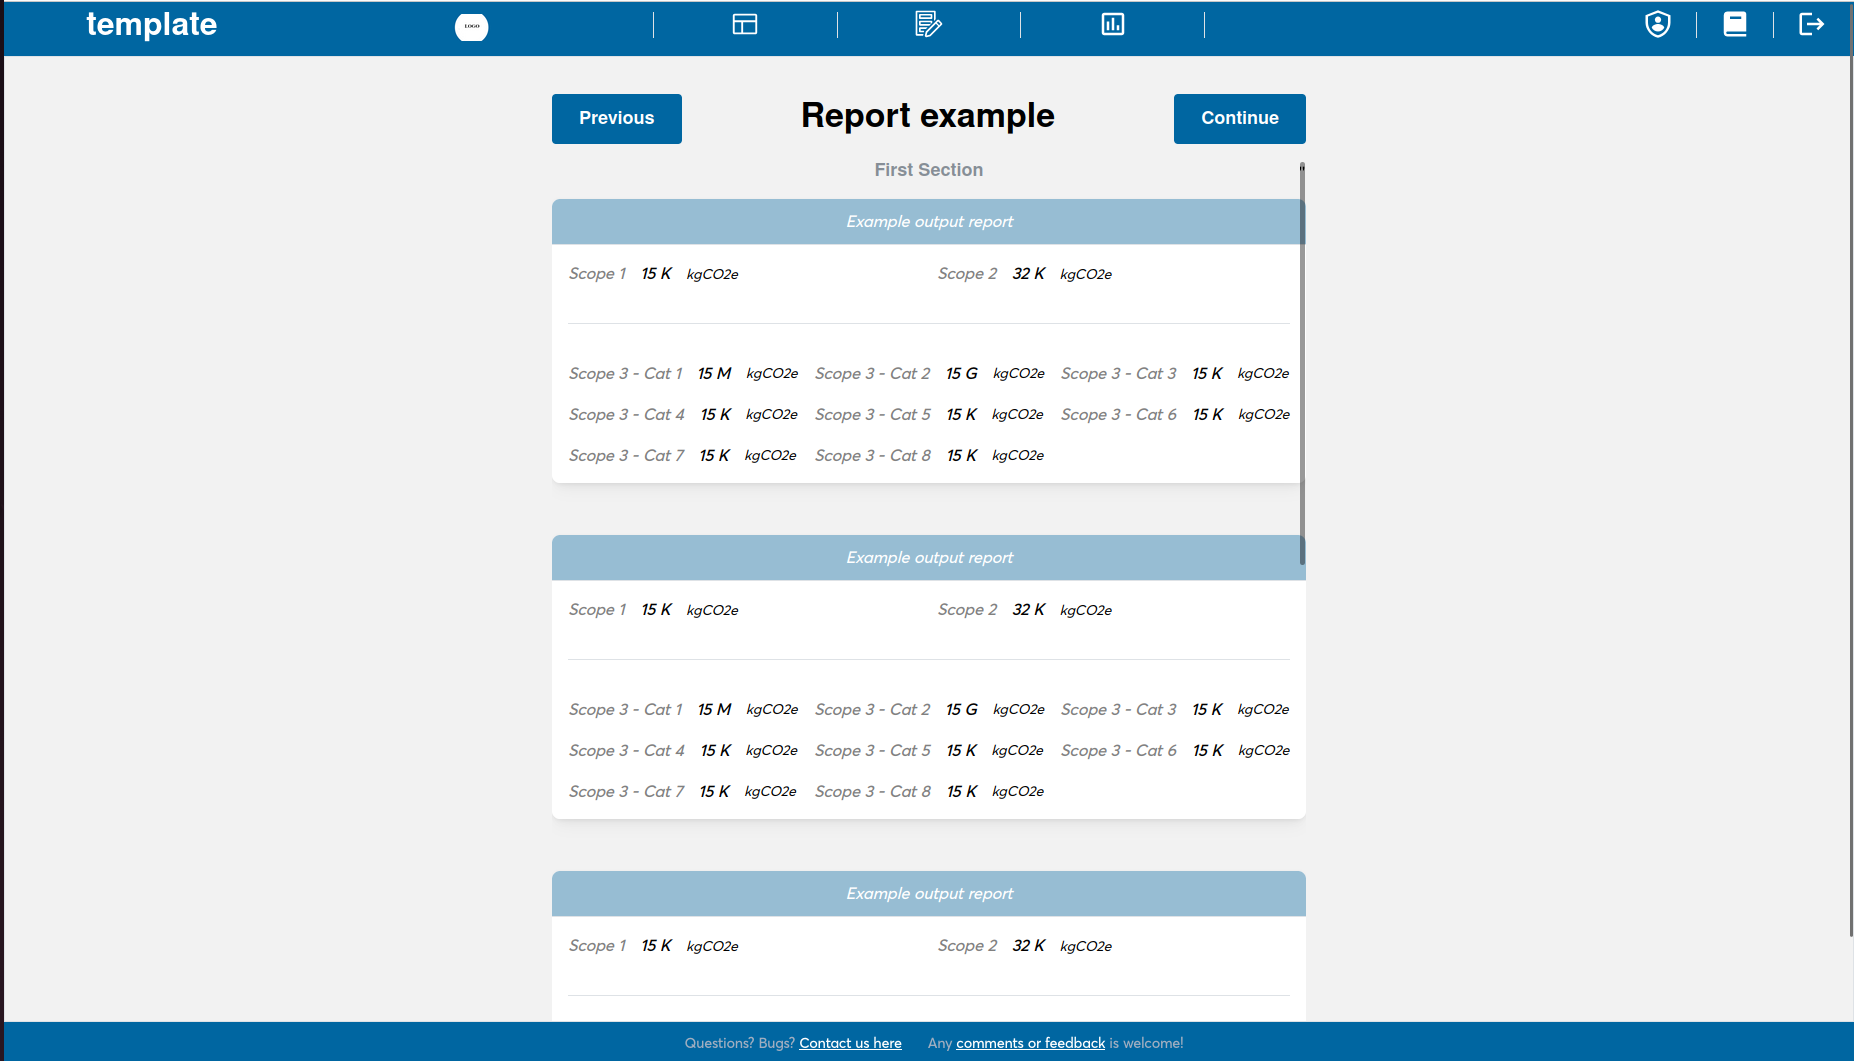 template
LOGO
Previous
Report example
Continue
First Section
Example output report
Scope 1 15 K kgCO2e Scope 2 32 K kgCO2e
Scope 3 - Cat 1 15 M kgCO2e Scope 3 - Cat 2 15 G kgCO2e Scope 3 - Cat 3 15 K kgCO2e
Scope 3 - Cat 4 15 K kgCO2e Scope 3 - Cat 5 15 K kgCO2e Scope 3 - Cat 6 15 K kgCO2e
Scope 3 - Cat 7 15 K kgCO2e Scope 3 - Cat 8 15 K kgCO2e
Example output report
Scope 1 15 K kgCO2e Scope 2 32 K kgCO2e
Scope 3 - Cat 1 15 M kgCO2e Scope 3 - Cat 2 15 G kgCO2e Scope 3 - Cat 3 15 K kgCO2e
Scope 3 - Cat 4 15 K kgCO2e Scope 3 - Cat 5 15 K kgCO2e Scope 3 - Cat 6 15 K kgCO2e
Scope 3 - Cat 7 15 K kgCO2e Scope 3 - Cat 8 15 K kgCO2e
Example output report
Scope 1 15 K kgCO2e Scope 2 32 K kgCO2e
Questions? Bugs? Contact us here Any comments or feedback is welcome!